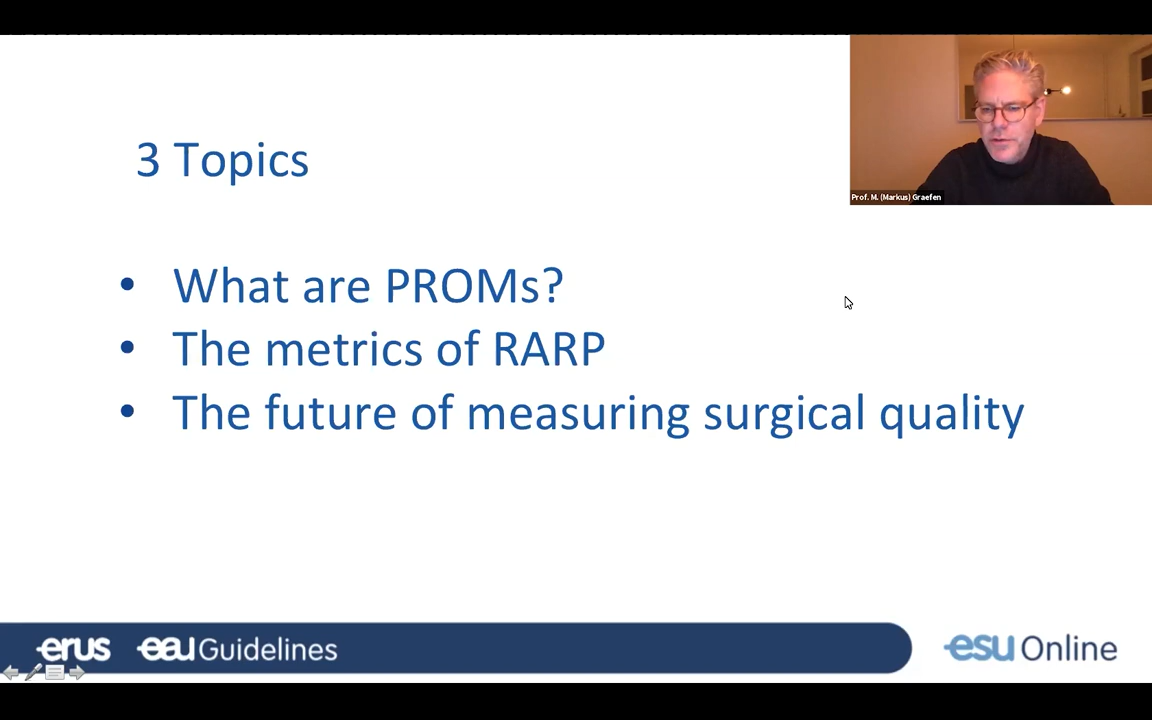 Prof. M. (Markus) Graefen
3 Topics
• What are PROMs?
• The metrics of RARP
• The future of measuring surgical quality
erus eau Guidelines esu Online